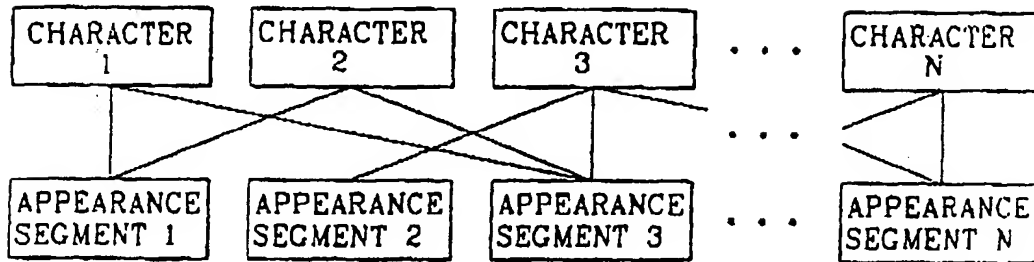 CHARACTER
1
CHARACTER
2
CHARACTER
3
. . .
CHARACTER
N
. . .
APPEARANCE
SEGMENT 1
APPEARANCE
SEGMENT 2
APPEARANCE
SEGMENT 3
. . .
APPEARANCE
SEGMENT N